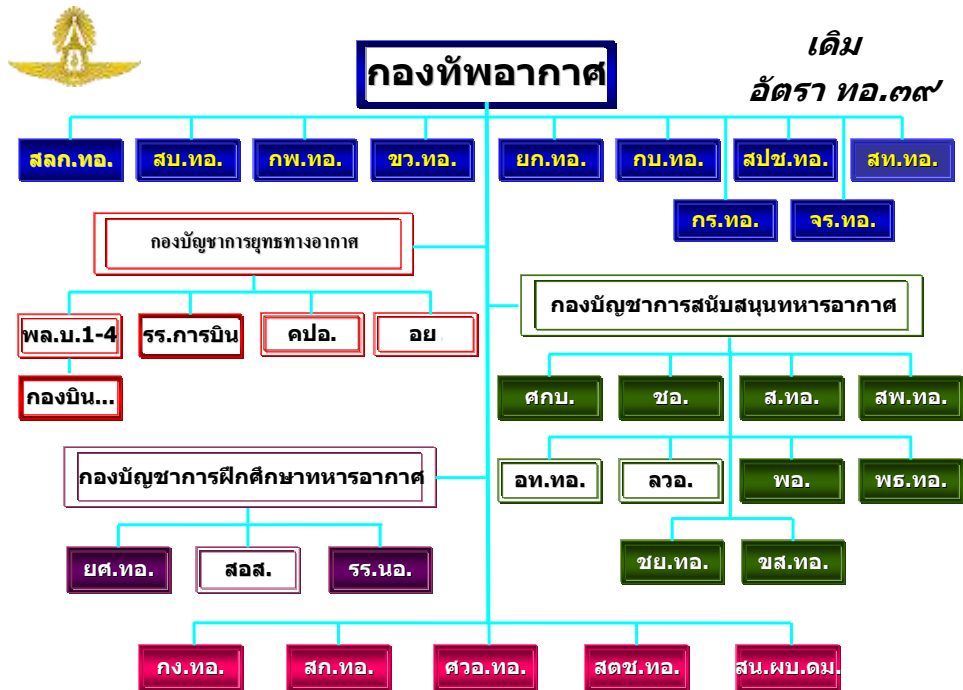 กองทัพอากาศ
เดิม
อัตรา ทอ.๓๙
สลก.ทอ.
สบ.ทอ.
กพ.ทอ.
ขว.ทอ.
ยก.ทอ.
กบ.ทอ.
สปช.ทอ.
สท.ทอ.
กร.ทอ.
จร.ทอ.
กองบัญชาการยุทธทางอากาศ
พล.บ.1-4
รร.การบิน
คปอ.
อย
กองบิน...
กองบัญชาการสนับสนุนทหารอากาศ
ศกบ.
ชอ.
ส.ทอ.
สพ.ทอ.
อท.ทอ.
ลวอ.
พอ.
พธ.ทอ.
ชย.ทอ.
ขส.ทอ.
กองบัญชาการฝึกศึกษาทหารอากาศ
ยศ.ทอ.
สอส.
รร.นอ.
กง.ทอ.
สก.ทอ.
ศวอ.ทอ.
สตช.ทอ.
สน.ผบ.ดม.